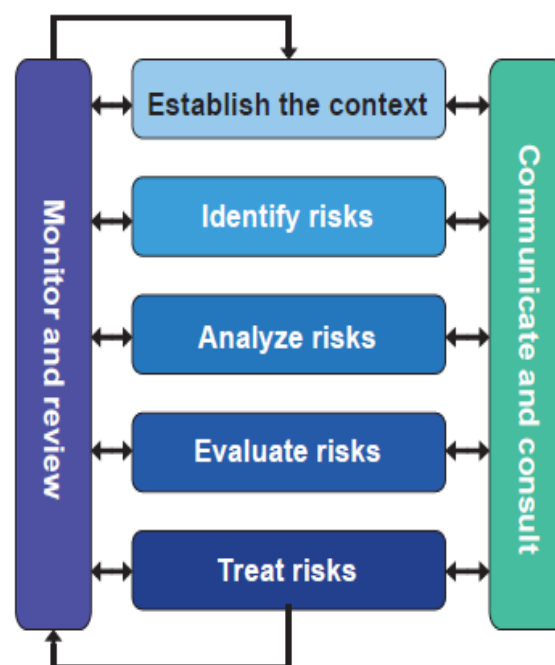 Establish the context
Identify risks
Analyze risks
Evaluate risks
Treat risks
Monitor and review
Communicate and consult